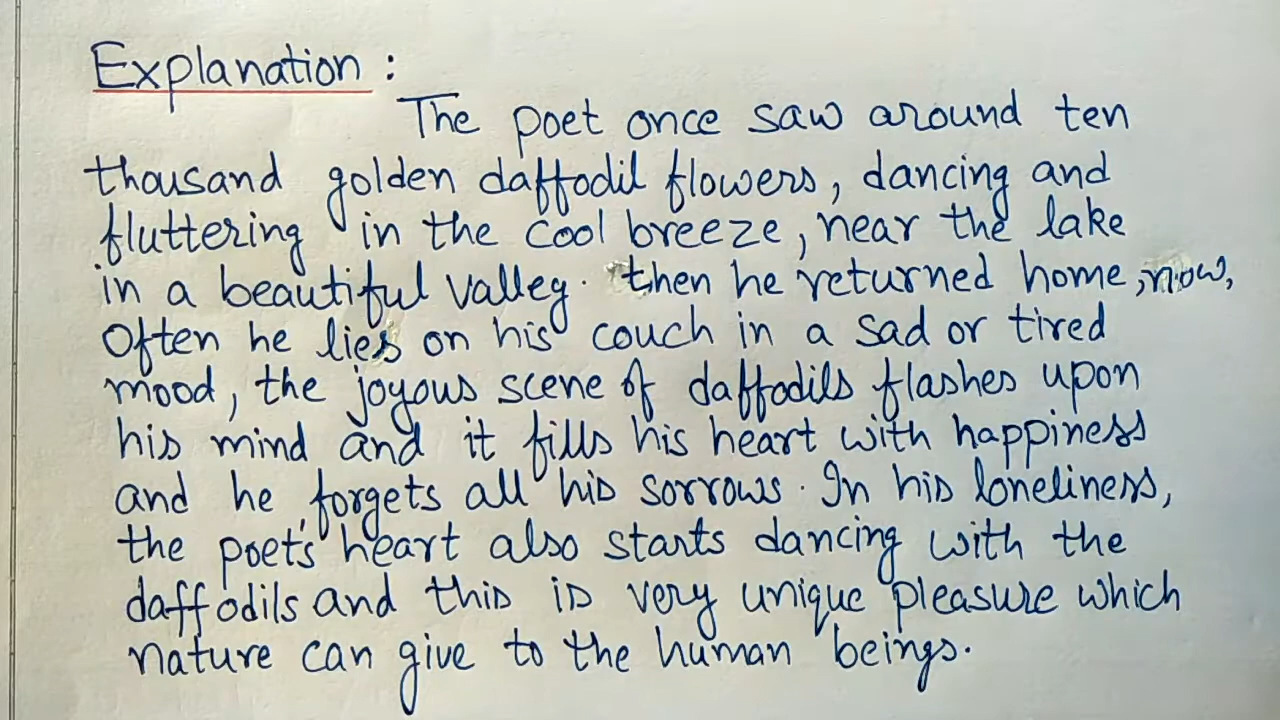 Explanation :
The poet once saw around ten
thousand golden daffodil flowers, dancing and
fluttering in the cool breeze, near the lake
in a beautiful valley. then he returned home, now,
Often he lies on his couch in a sad or tired
mood, the joyous scene of daffodils flashes upon
his mind and it fills his heart with happiness
and he forgets all his sorrows. In his loneliness,
the poet's heart also starts dancing with the
daffodils and this is very unique pleasure which
nature can give to the human beings.